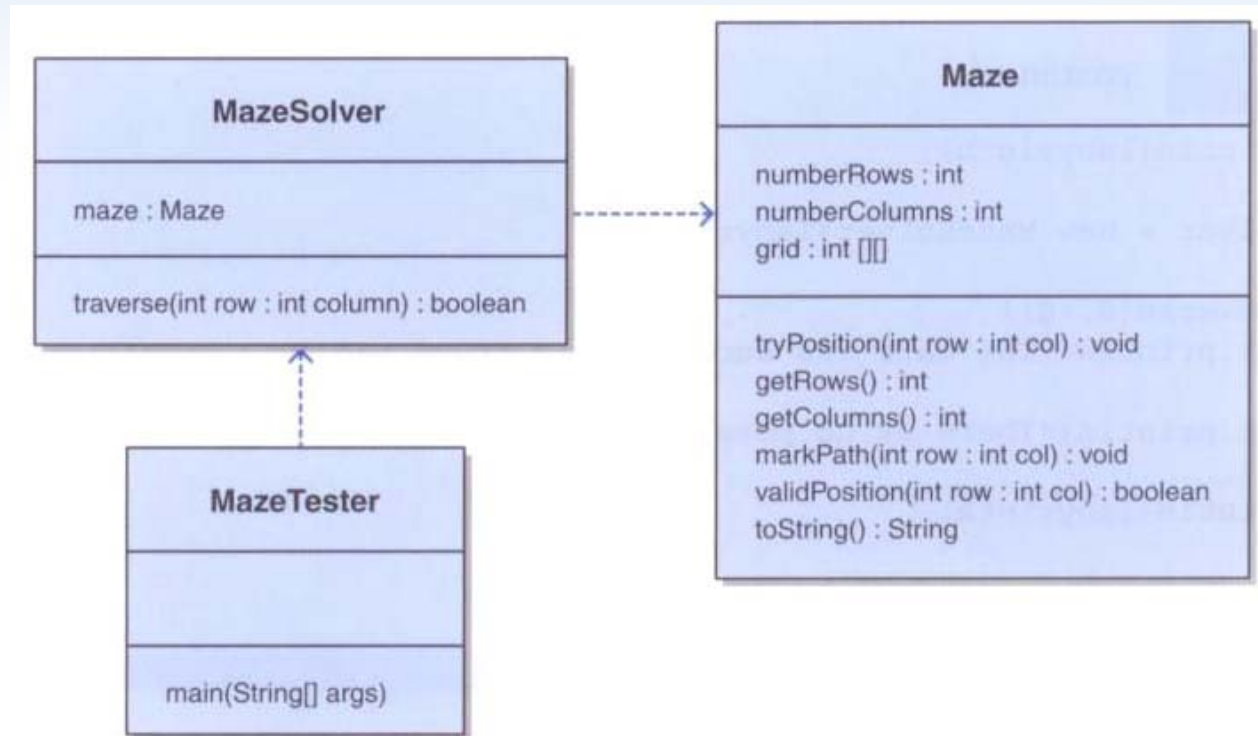 MazeSolver
maze : Maze
traverse(int row : int column) : boolean
MazeTester
main(String[] args)
Maze
numberRows : int
numberColumns : int
grid : int [][]
tryPosition(int row : int col) : void
getRows() : int
getColumns() : int
markPath(int row : int col) : void
validPosition(int row : int col) : boolean
toString() : String